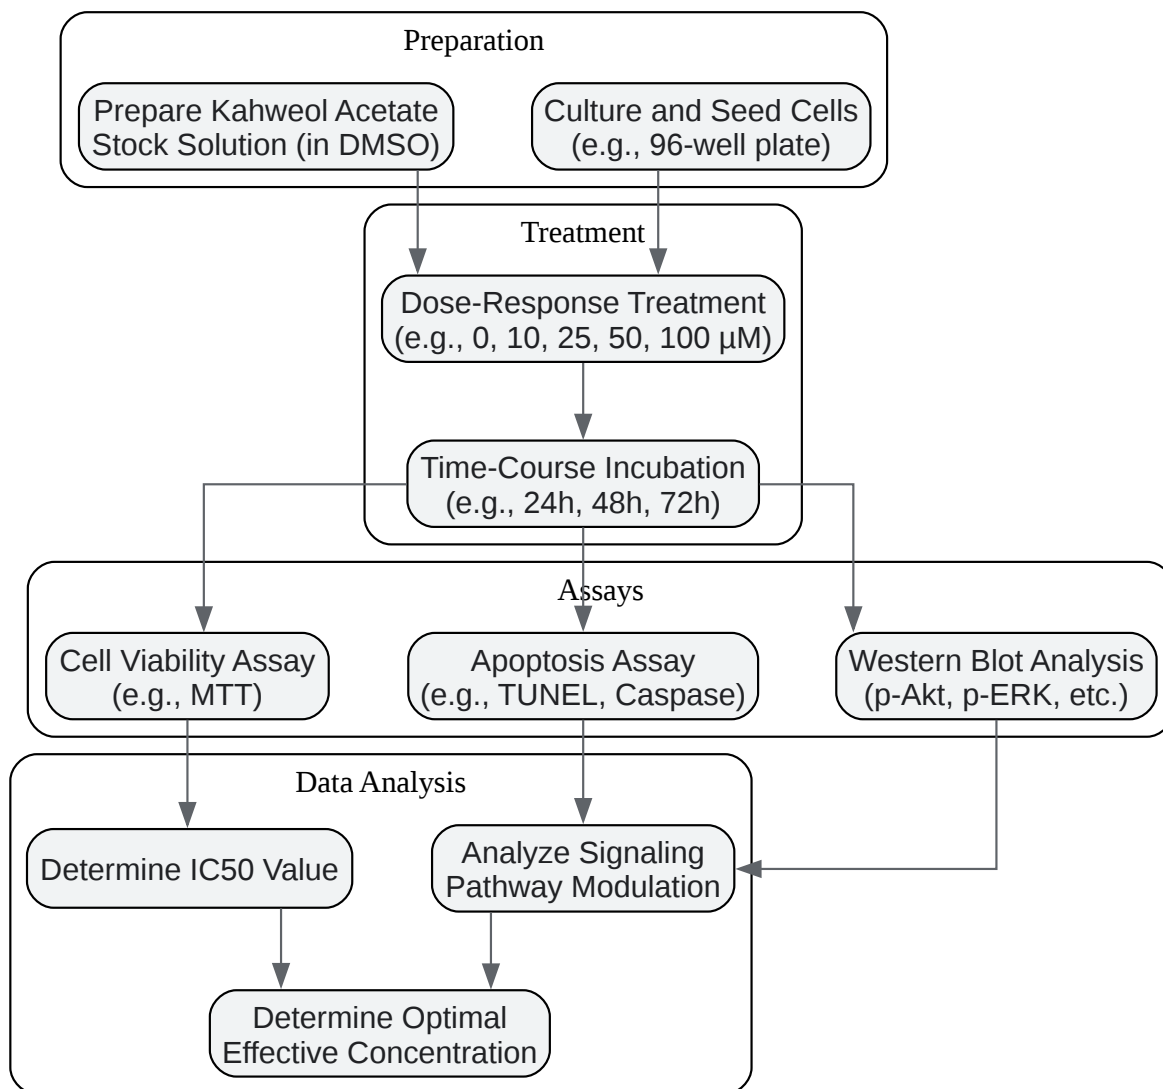 Preparation
Prepare Kahweol Acetate
Stock Solution (in DMSO)
Culture and Seed Cells
(e.g., 96-well plate)
Treatment
Dose-Response Treatment
(e.g., 0, 10, 25, 50, 100 µM)
Time-Course Incubation
(e.g., 24h, 48h, 72h)
Assays
Cell Viability Assay
(e.g., MTT)
Apoptosis Assay
(e.g., TUNEL, Caspase)
Western Blot Analysis
(p-Akt, p-ERK, etc.)
Data Analysis
Determine IC50 Value
Analyze Signaling
Pathway Modulation
Determine Optimal
Effective Concentration